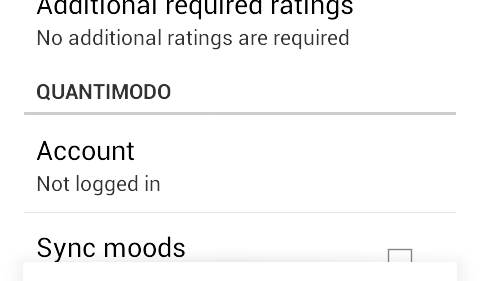 Additional required ratings
No additional ratings are required
QUANTIMODO
Account
Not logged in
Sync moods